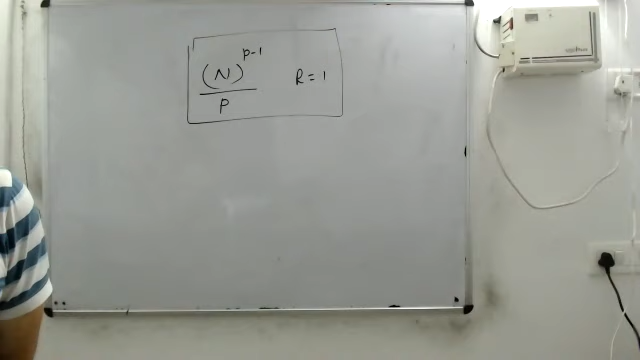 (N)^{p-1}
p
R = 1